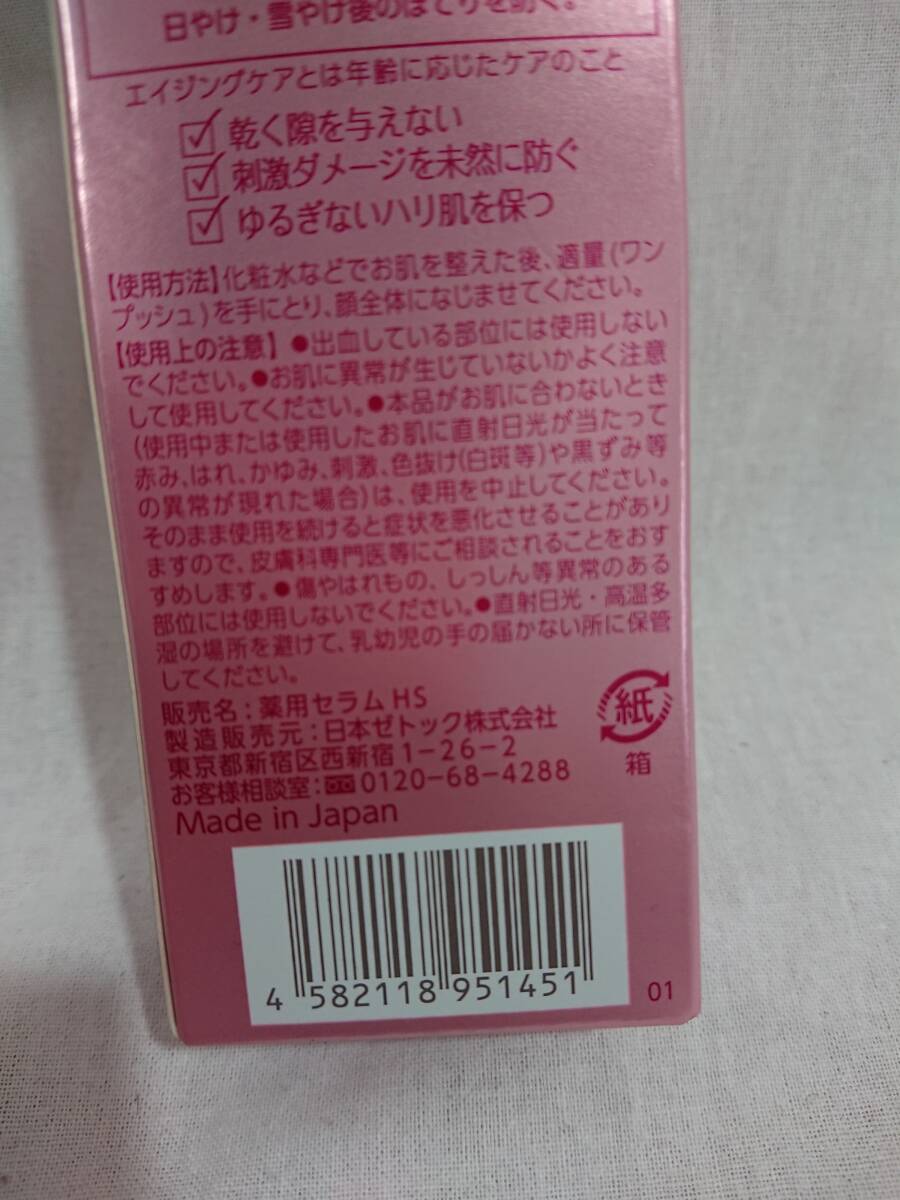 日やけ・雪やけ後のほてりを防ぐ。
エイジングケアとは年齢に応じたケアのこと
乾く隙を与えない
刺激ダメージを未然に防ぐ
ゆるぎないハリ肌を保つ
【使用方法】化粧水などでお肌を整えた後、適量(ワン
プッシュ)を手にとり、顔全体になじませてください。
【使用上の注意】●出血している部位には使用しない
でください。●お肌に異常が生じていないかよく注意
して使用してください。●本品がお肌に合わないとき
(使用中または使用したお肌に直射日光が当たって
赤み、はれ、かゆみ、刺激、色抜け(白斑等)や黒ずみ等
の異常が現れた場合)は、使用を中止してください。
そのまま使用を続けると症状を悪化させることがあり
ますので、皮膚科専門医等にご相談されることをおす
すめします。●傷やはれもの、しっしん等異常のある
部位には使用しないでください。●直射日光・高温多
湿の場所を避けて、乳幼児の手の届かない所に保管
してください。
販売名:薬用セラム HS
製造販売元:日本ゼトック株式会社
東京都新宿区西新宿1-26-2
お客様相談室:0120-68-4288
Made in Japan
紙
箱
4 582118 951451
01